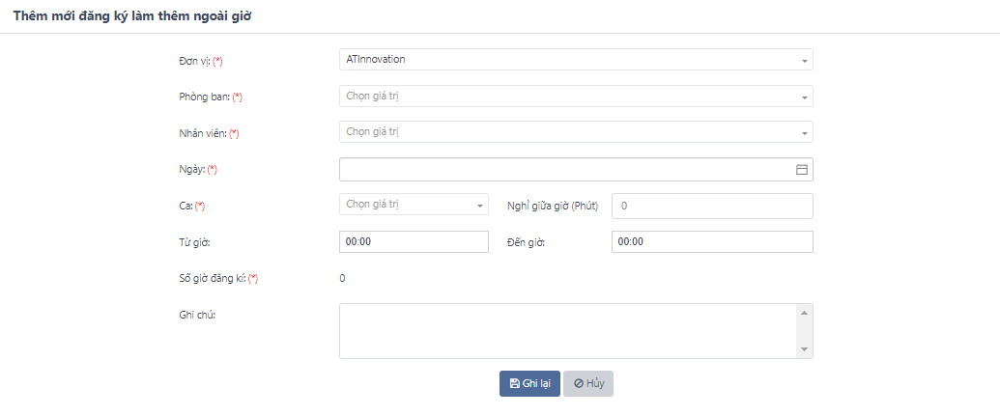 Thêm mới đăng ký làm thêm ngoài giờ
Đơn vị: (*) ATInnovation
Phòng ban: (*) Chọn giá trị
Nhân viên: (*) Chọn giá trị
Ngày: (*)
Ca: (*) Chọn giá trị Nghỉ giữa giờ (Phút) 0
Từ giờ: 00:00 Đến giờ: 00:00
Số giờ đăng kí: (*) 0
Ghi chú:
Ghi lại Hủy